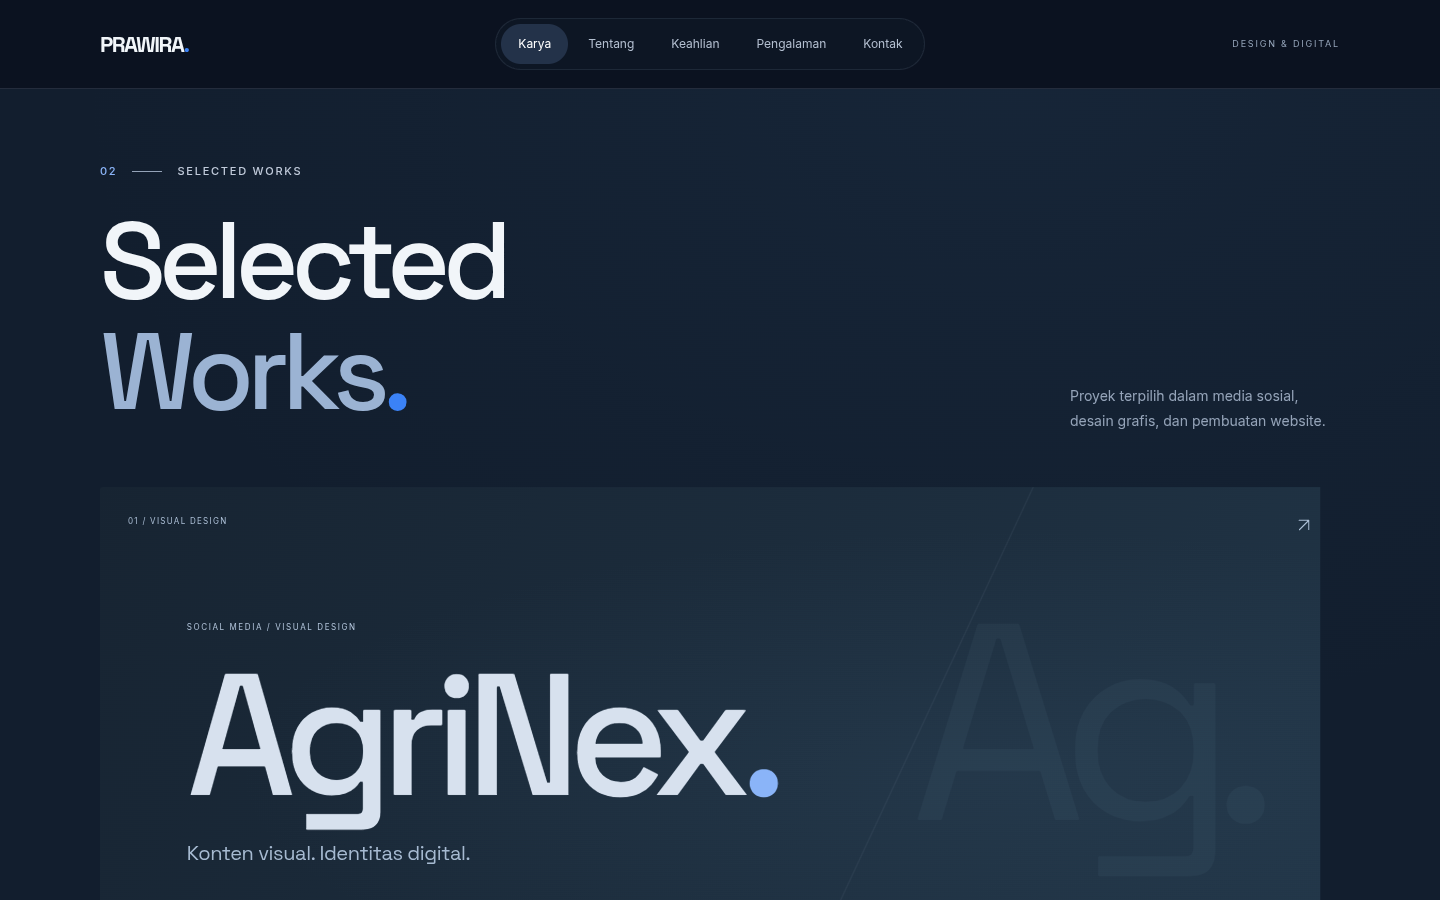 PRAWIRA.
Karya
Tentang
Keahlian
Pengalaman
Kontak
DESIGN & DIGITAL
02 — SELECTED WORKS
Selected
Works.
Proyek terpilih dalam media sosial,
desain grafis, dan pembuatan website.
01 / VISUAL DESIGN
SOCIAL MEDIA / VISUAL DESIGN
AgriNex.
Ag.
Konten visual. Identitas digital.